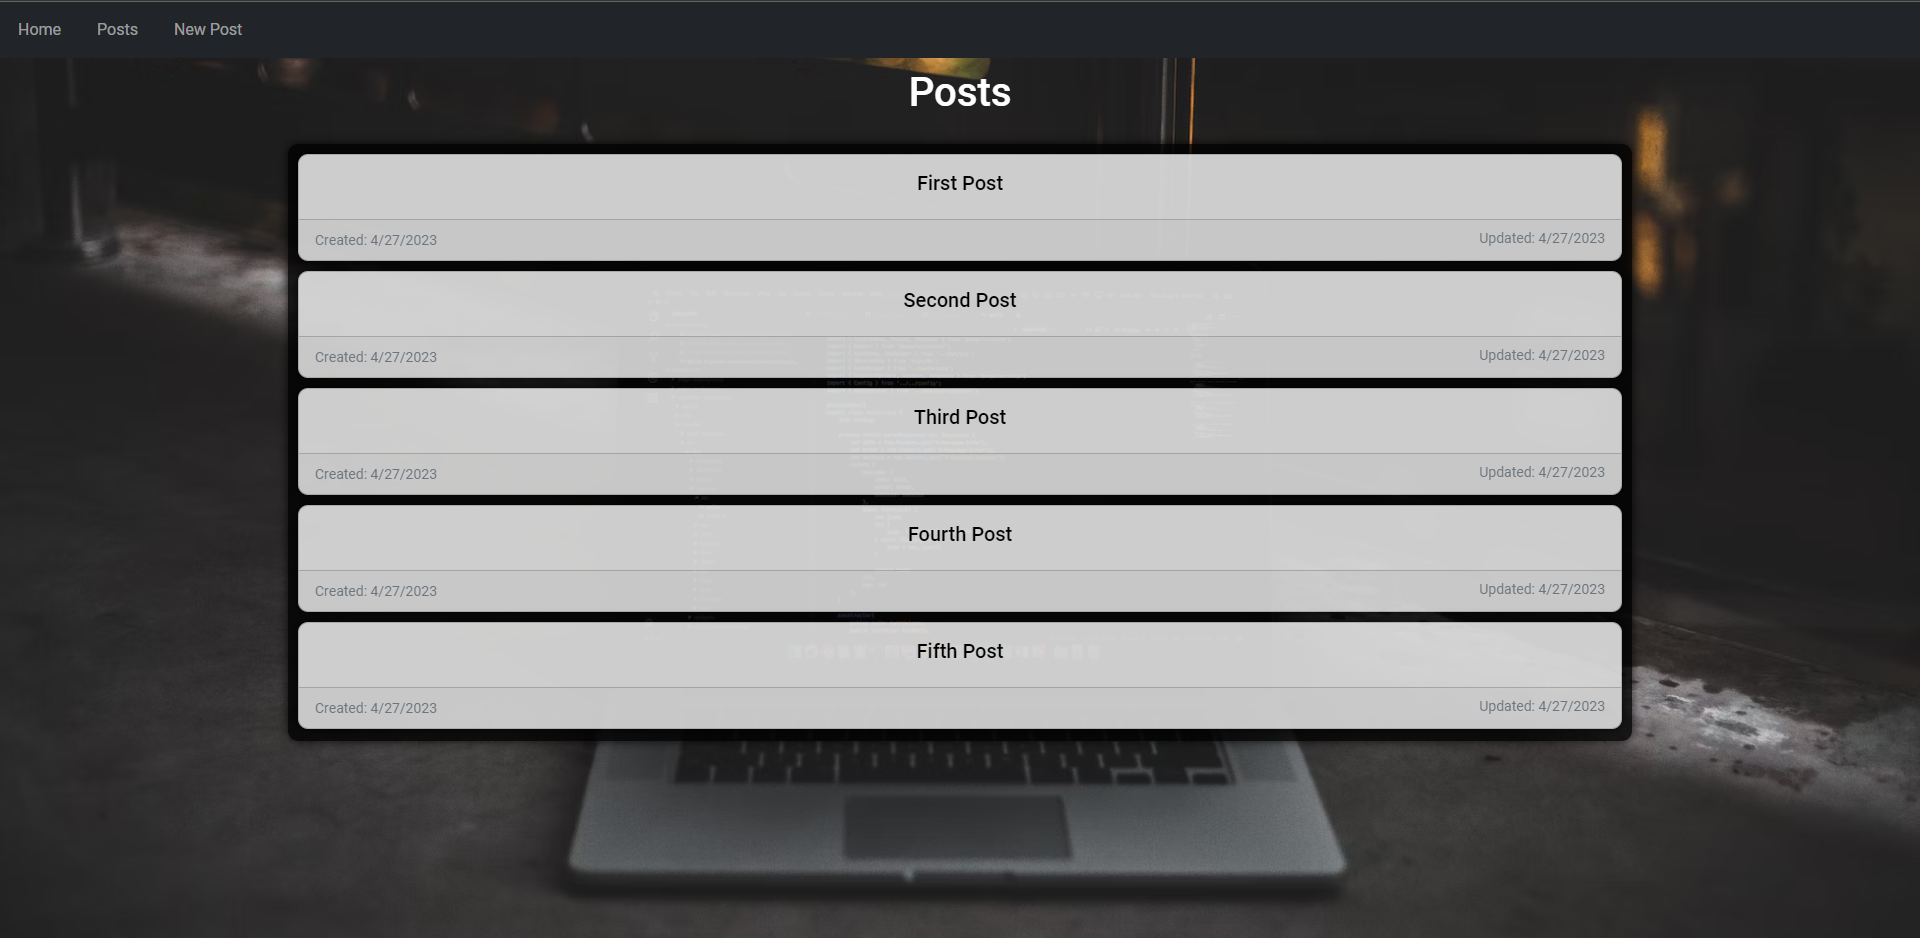 Home Posts New Post
Posts
First Post
Created: 4/27/2023 Updated: 4/27/2023
Second Post
Created: 4/27/2023 Updated: 4/27/2023
Third Post
Created: 4/27/2023 Updated: 4/27/2023
Fourth Post
Created: 4/27/2023 Updated: 4/27/2023
Fifth Post
Created: 4/27/2023 Updated: 4/27/2023